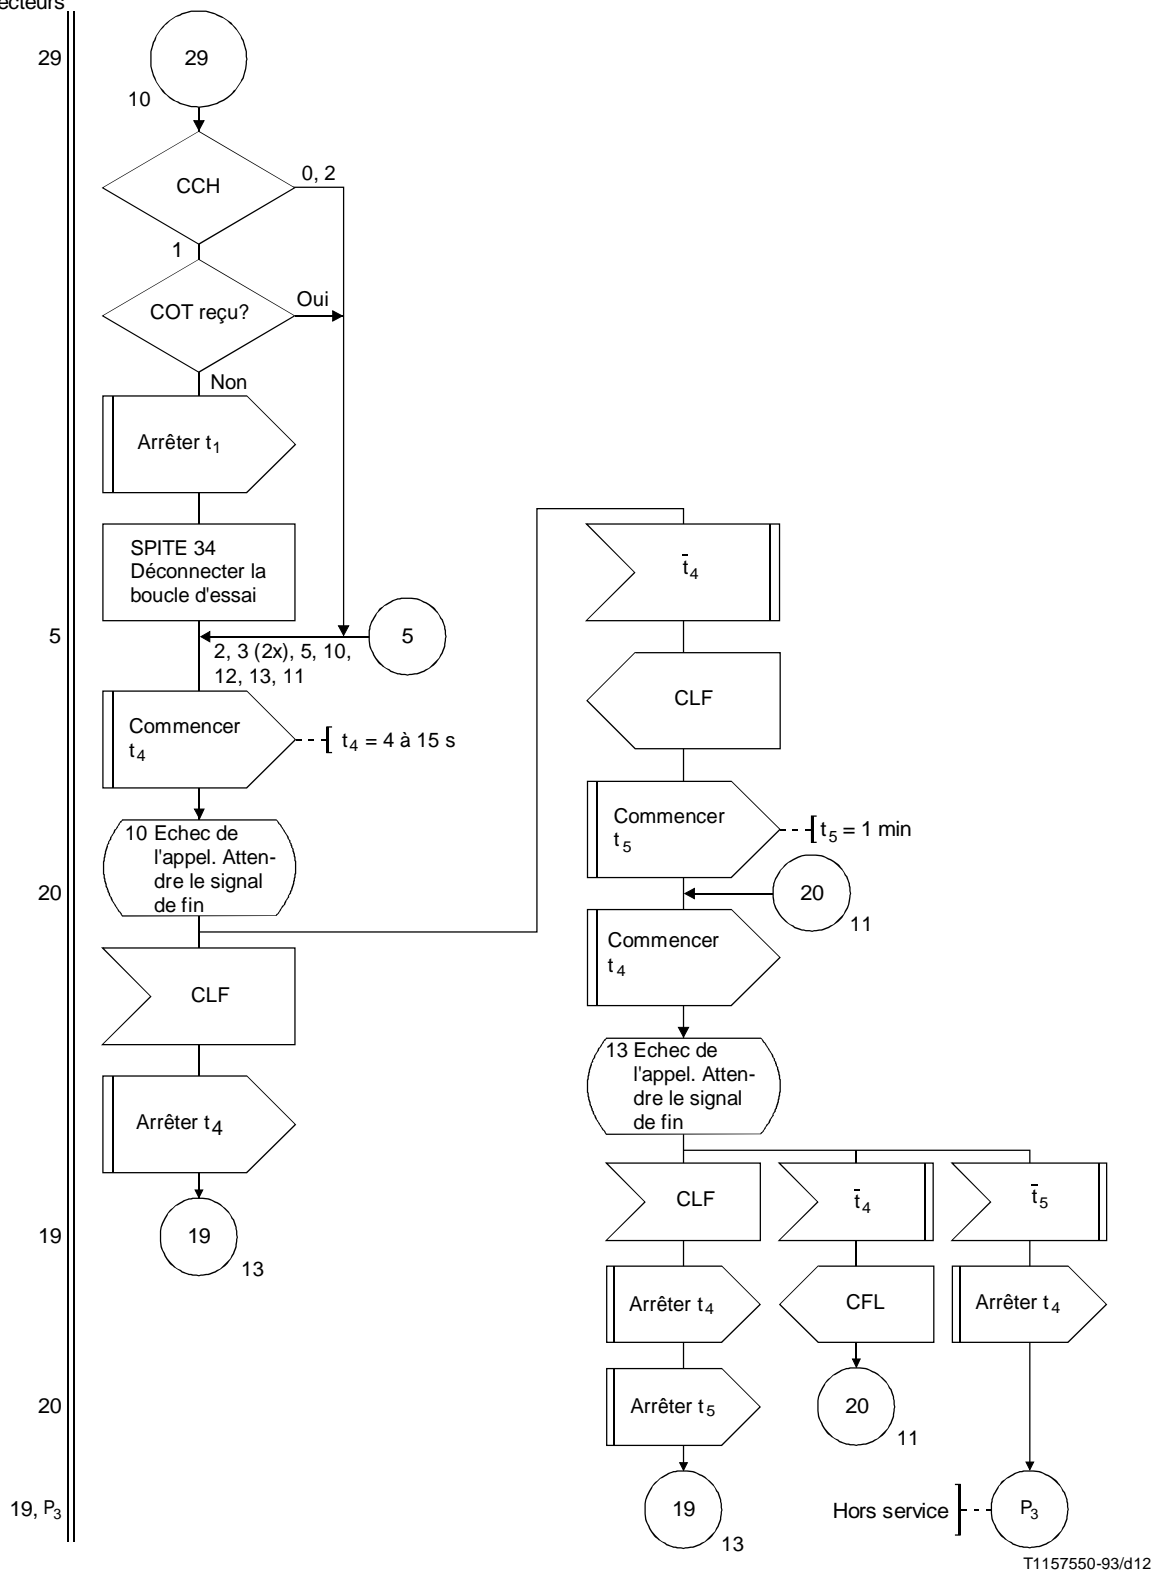 ecteurs
29
29
10
CCH
0, 2
1
COT reçu?
Oui
Non
Arrêter t1
SPITE 34
Déconnecter la
boucle d'essai
5
5
2, 3 (2x), 5, 10,
12, 13, 11
Commencer
t4
t4 = 4 à 15 s
10 Echec de
l'appel. Atten-
dre le signal
de fin
20
CLF
Arrêter t4
19
19
13
t̄4
CLF
Commencer
t5
t5 = 1 min
20
11
Commencer
t4
13 Echec de
l'appel. Atten-
dre le signal
de fin
CLF
t̄4
t̄5
Arrêter t4
CFL
Arrêter t4
20
Arrêter t5
20
11
19, P3
19
13
Hors service
P3
T1157550-93/d12